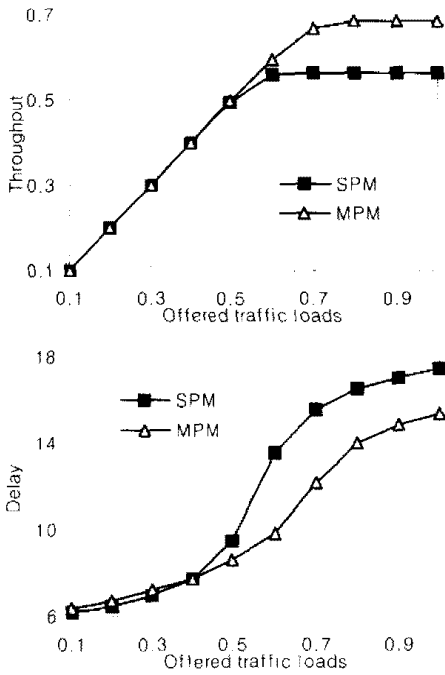 0.7
0.5
Throughput
0.3
0.1
SPM
MPM
0.1 0.3 0.5 0.7 0.9
Offered traffic loads
18
14
Delay
10
6
SPM
MPM
0.1 0.3 0.5 0.7 0.9
Offered traffic loads